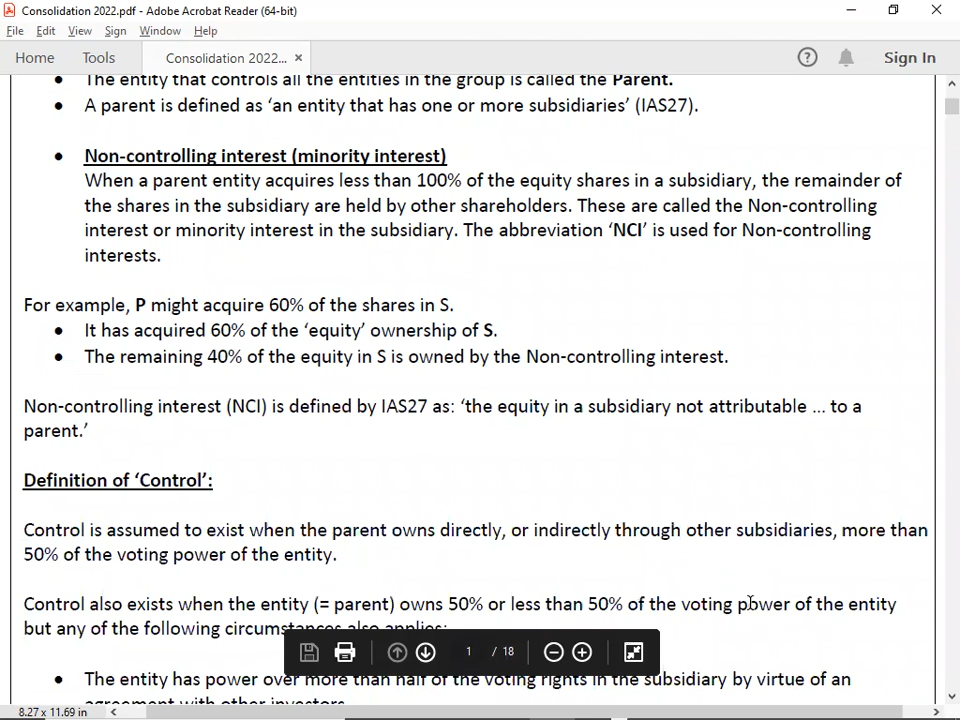 Consolidation 2022.pdf - Adobe Acrobat Reader (64-bit)
File Edit View Sign Window Help
Home Tools Consolidation 2022... × Sign In
The entity that controls all the entities in the group is called the Parent.
• A parent is defined as ‘an entity that has one or more subsidiaries’ (IAS27).
• Non-controlling interest (minority interest)
When a parent entity acquires less than 100% of the equity shares in a subsidiary, the remainder of
the shares in the subsidiary are held by other shareholders. These are called the Non-controlling
interest or minority interest in the subsidiary. The abbreviation ‘NCI’ is used for Non-controlling
interests.
For example, P might acquire 60% of the shares in S.
• It has acquired 60% of the ‘equity’ ownership of S.
• The remaining 40% of the equity in S is owned by the Non-controlling interest.
Non-controlling interest (NCI) is defined by IAS27 as: ‘the equity in a subsidiary not attributable ... to a
parent.’
Definition of ‘Control’:
Control is assumed to exist when the parent owns directly, or indirectly through other subsidiaries, more than
50% of the voting power of the entity.
Control also exists when the entity (= parent) owns 50% or less than 50% of the voting power of the entity
but any of the following circumstances also applies:
1 / 18
• The entity has power over more than half of the voting rights in the subsidiary by virtue of an
agreement with other investors
8.27 x 11.69 in